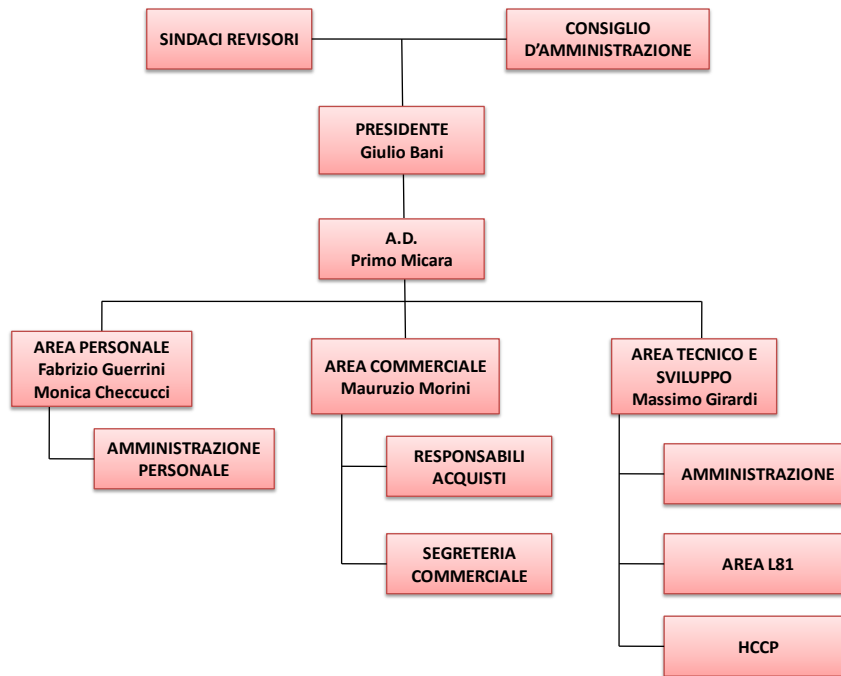 SINDACI REVISORI
CONSIGLIO
D'AMMINISTRAZIONE
PRESIDENTE
Giulio Bani
A.D.
Primo Micara
AREA PERSONALE
Fabrizio Guerrini
Monica Checcucci
AREA COMMERCIALE
Mauruzio Morini
AREA TECNICO E
SVILUPPO
Massimo Girardi
AMMINISTRAZIONE
PERSONALE
RESPONSABILI
ACQUISTI
SEGRETERIA
COMMERCIALE
AMMINISTRAZIONE
AREA L81
HCCP